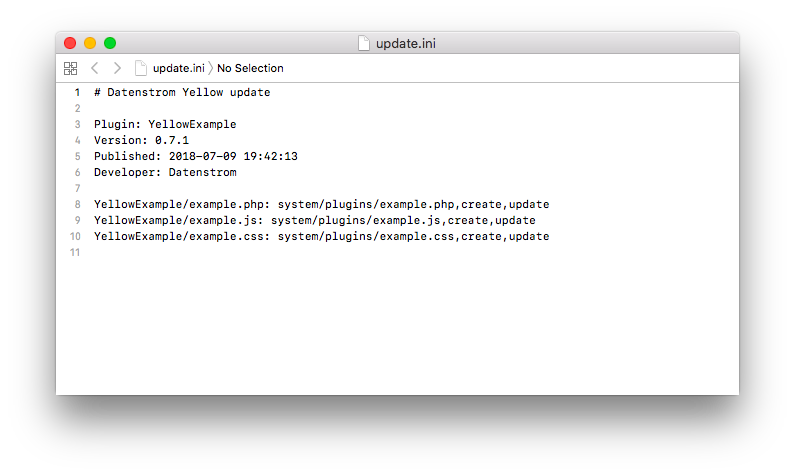 update.ini
update.ini 〉 No Selection
1 # Datenstrom Yellow update
2
3 Plugin: YellowExample
4 Version: 0.7.1
5 Published: 2018-07-09 19:42:13
6 Developer: Datenstrom
7
8 YellowExample/example.php: system/plugins/example.php,create,update
9 YellowExample/example.js: system/plugins/example.js,create,update
10 YellowExample/example.css: system/plugins/example.css,create,update
11